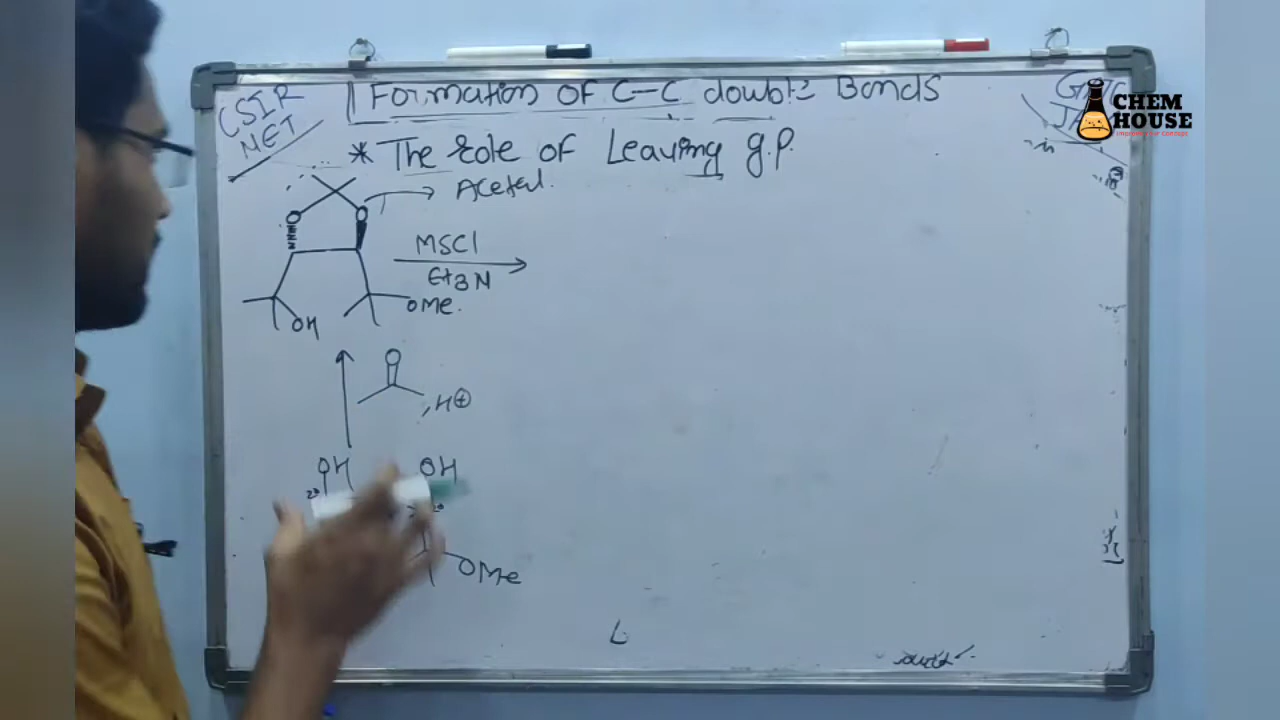 CSIR
NET
Formation OF C-C double Bonds
CHEM
HOUSE
* The role of Leaving g.p.
Acetal.
O
O
MSCl
Et3N
OH
OMe.
O
, H⊕
OH
OH
2°
OMe